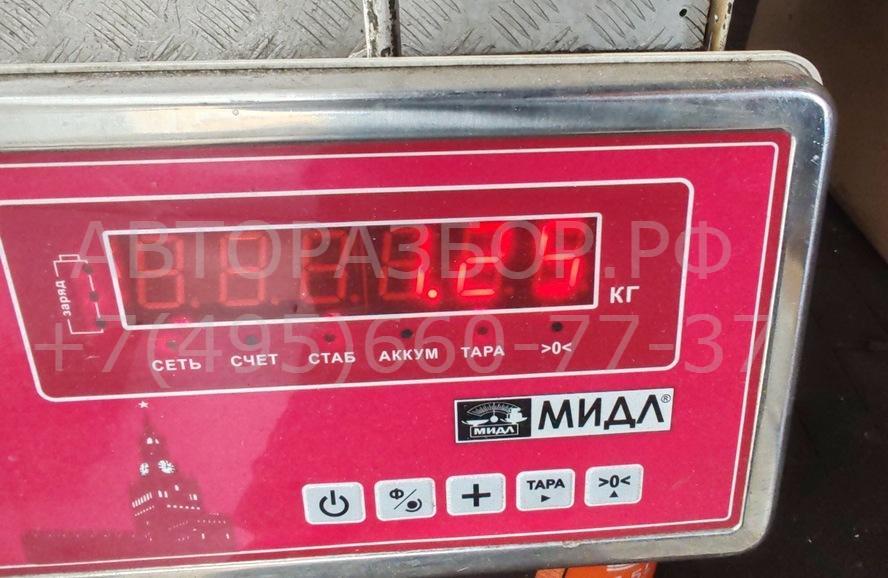 АВТОРАЗБОР.РФ
+7(495)660-77-37
заряд
КГ
СЕТЬ СЧЕТ СТАБ АККУМ ТАРА >0<
МИДЛ МИДЛ®
Ф ТАРА >0<